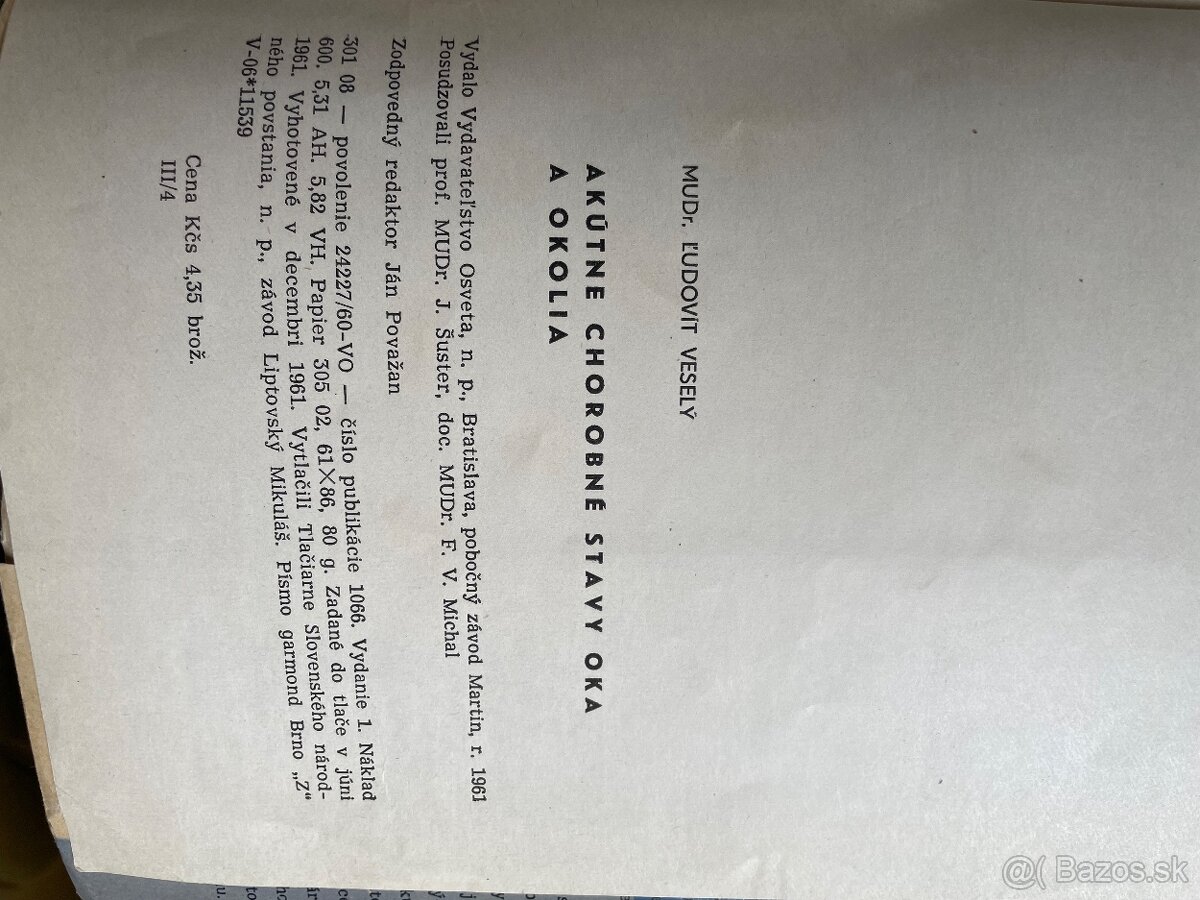 MUDr. ĽUDOVÍT VESELÝ
AKÚTNE CHOROBNÉ STAVY OKA
A OKOLIA
Vydalo Vydavateľstvo Osveta, n. p., Bratislava, pobočný závod Martin, r. 1961
Posudzovali prof. MUDr. J. Šuster, doc. MUDr. F. V. Michal
Zodpovedný redaktor Ján Považan
301 08 — povolenie 24227/60-VO — číslo publikácie 1066. Vydanie 1. Náklad
600. 5,31 AH. 5,82 VH. Papier 305 02, 61×86, 80 g. Zadané do tlače v júni
1961. Vyhotovené v decembri 1961. Vytlačili Tlačiarne Slovenského národ-
ného povstania, n. p., závod Liptovský Mikuláš. Písmo garmond Brno „Z“
V-06*11539
Cena Kčs 4,35 brož.
III/4
Bazos.sk